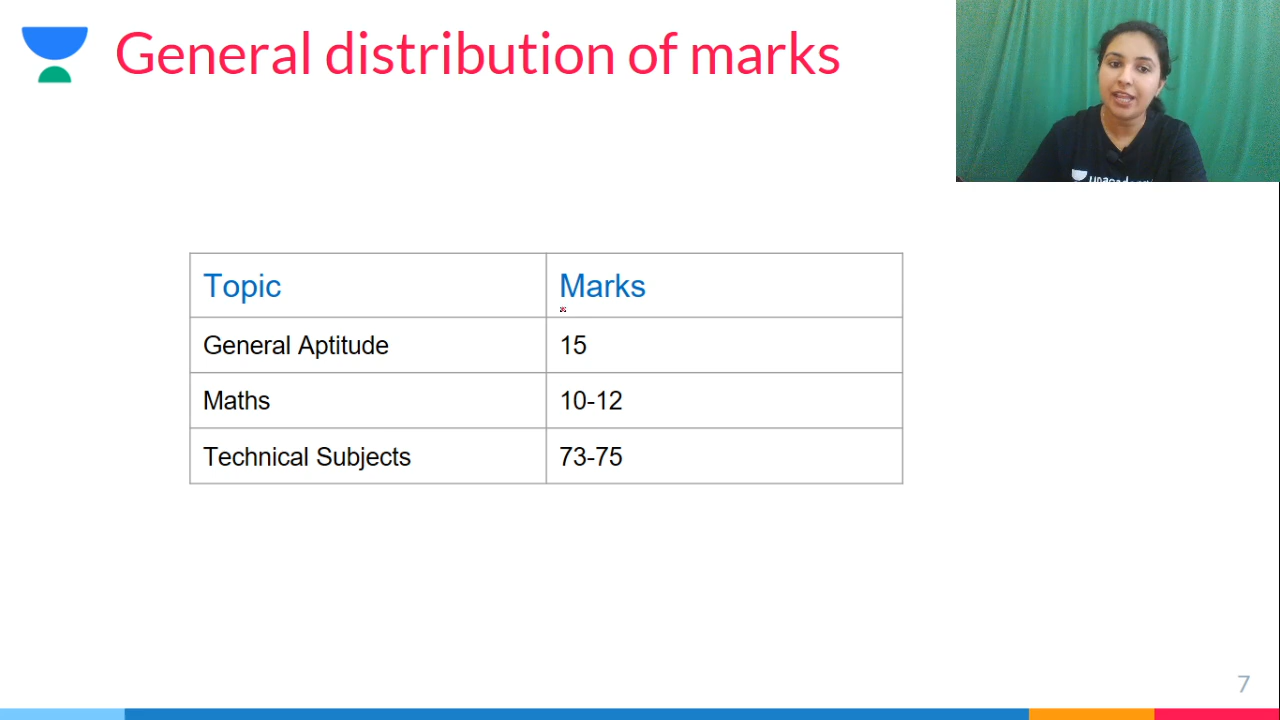 General distribution of marks
Topic Marks
General Aptitude 15
Maths 10-12
Technical Subjects 73-75
7